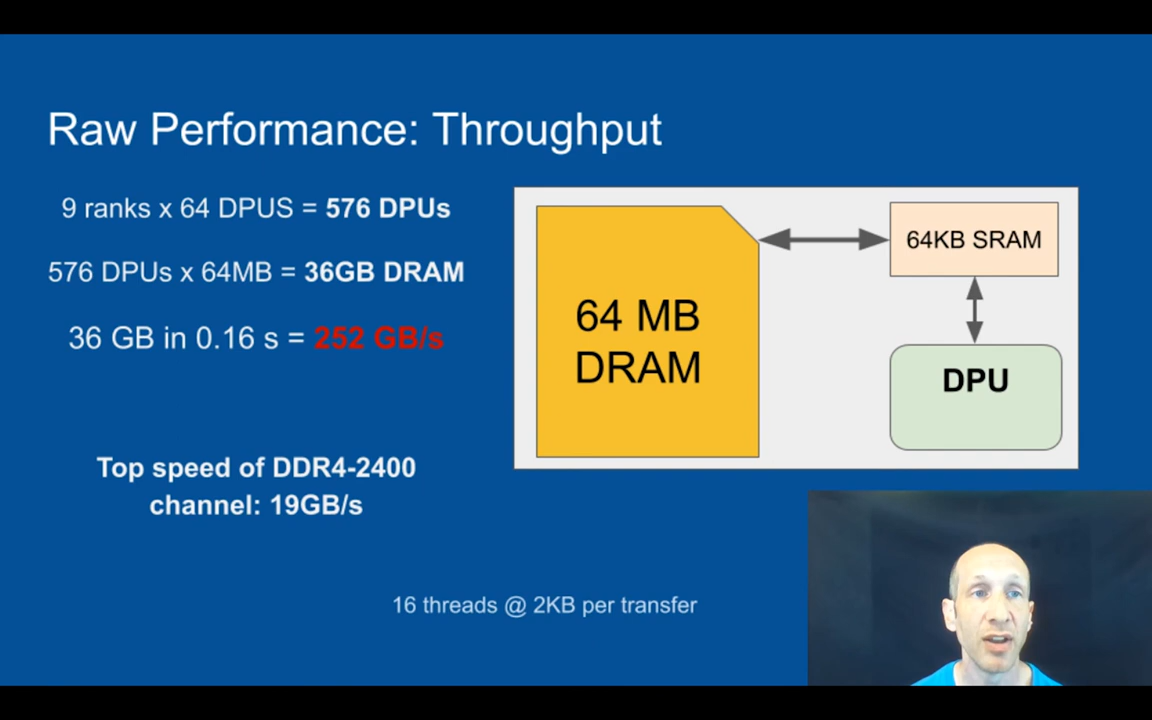 Raw Performance: Throughput
9 ranks x 64 DPUS = 576 DPUs
576 DPUs x 64MB = 36GB DRAM
36 GB in 0.16 s = 252 GB/s
Top speed of DDR4-2400
channel: 19GB/s
64 MB
DRAM
64KB SRAM
DPU
16 threads @ 2KB per transfer